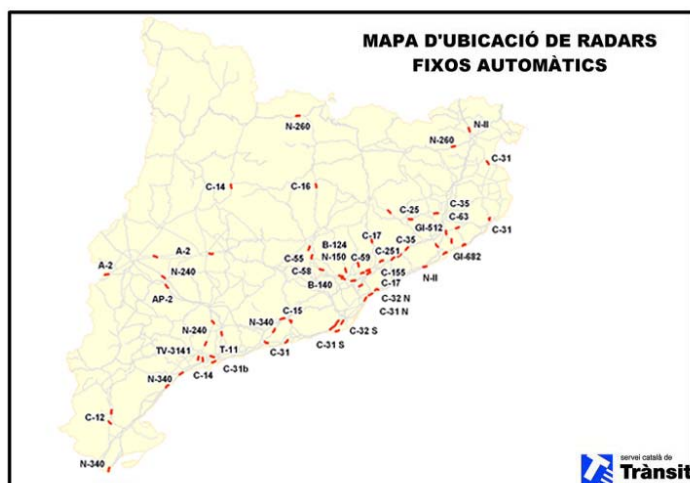 MAPA D'UBICACIÓ DE RADARS
FIXOS AUTOMÀTICS
N-260
N-II
N-260
C-31
C-14
C-16
C-25
C-35
GI-512
C-63
C-31
C-17
B-124
C-35
N-150
C-251
C-55
C-59
GI-682
A-2
A-2
C-58
C-155
N-II
N-240
B-140
C-17
AP-2
C-32 N
C-15
C-31 N
N-240
N-340
C-32 S
TV-3141
T-11
C-31
C-31 S
C-31b
N-340
C-14
C-12
N-340
servei català de
Trànsit